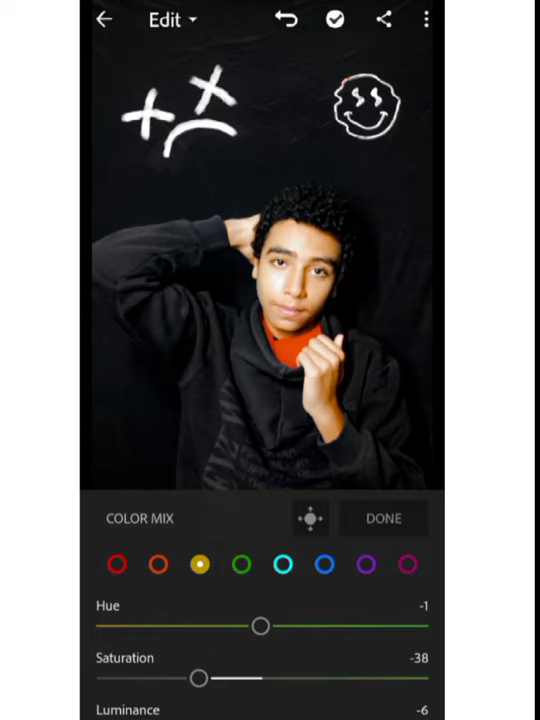 Edit
COLOR MIX
DONE
Hue
-1
Saturation
-38
Luminance
-6